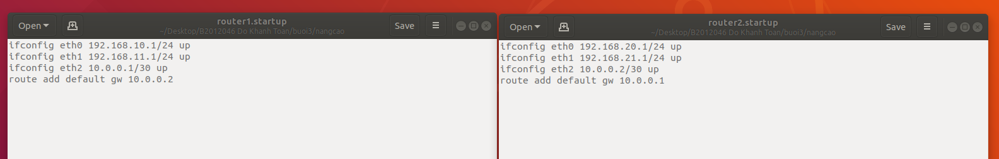 Open
router1.startup
~/Desktop/B2012046 Do Khanh Toan/buoi3/nangcao
Save
ifconfig eth0 192.168.10.1/24 up
ifconfig eth1 192.168.11.1/24 up
ifconfig eth2 10.0.0.1/30 up
route add default gw 10.0.0.2
Open
router2.startup
~/Desktop/B2012046 Do Khanh Toan/buoi3/nangcao
Save
ifconfig eth0 192.168.20.1/24 up
ifconfig eth1 192.168.21.1/24 up
ifconfig eth2 10.0.0.2/30 up
route add default gw 10.0.0.1